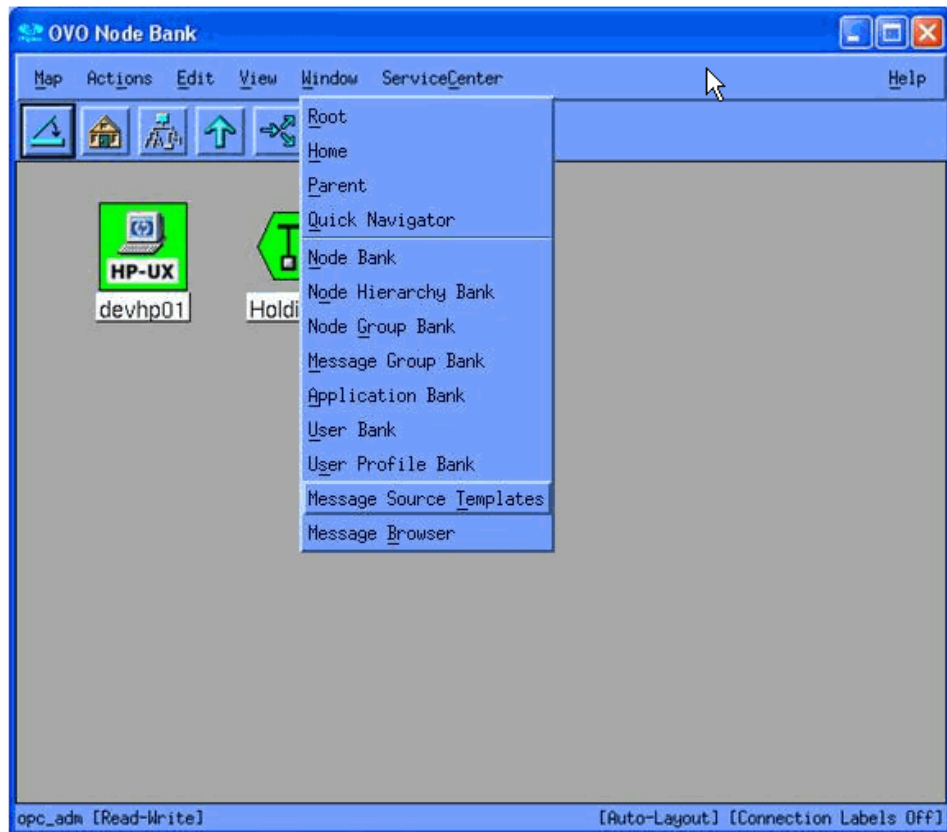 OVO Node Bank
Map Actions Edit View Window ServiceCenter Help
Root
Home
Parent
Quick Navigator
Node Bank
Node Hierarchy Bank
Node Group Bank
Message Group Bank
Application Bank
User Bank
User Profile Bank
Message Source Templates
Message Browser
hp
HP-UX
devhp01
Holdi
opc_adm [Read-Write] [Auto-Layout] [Connection Labels Off]